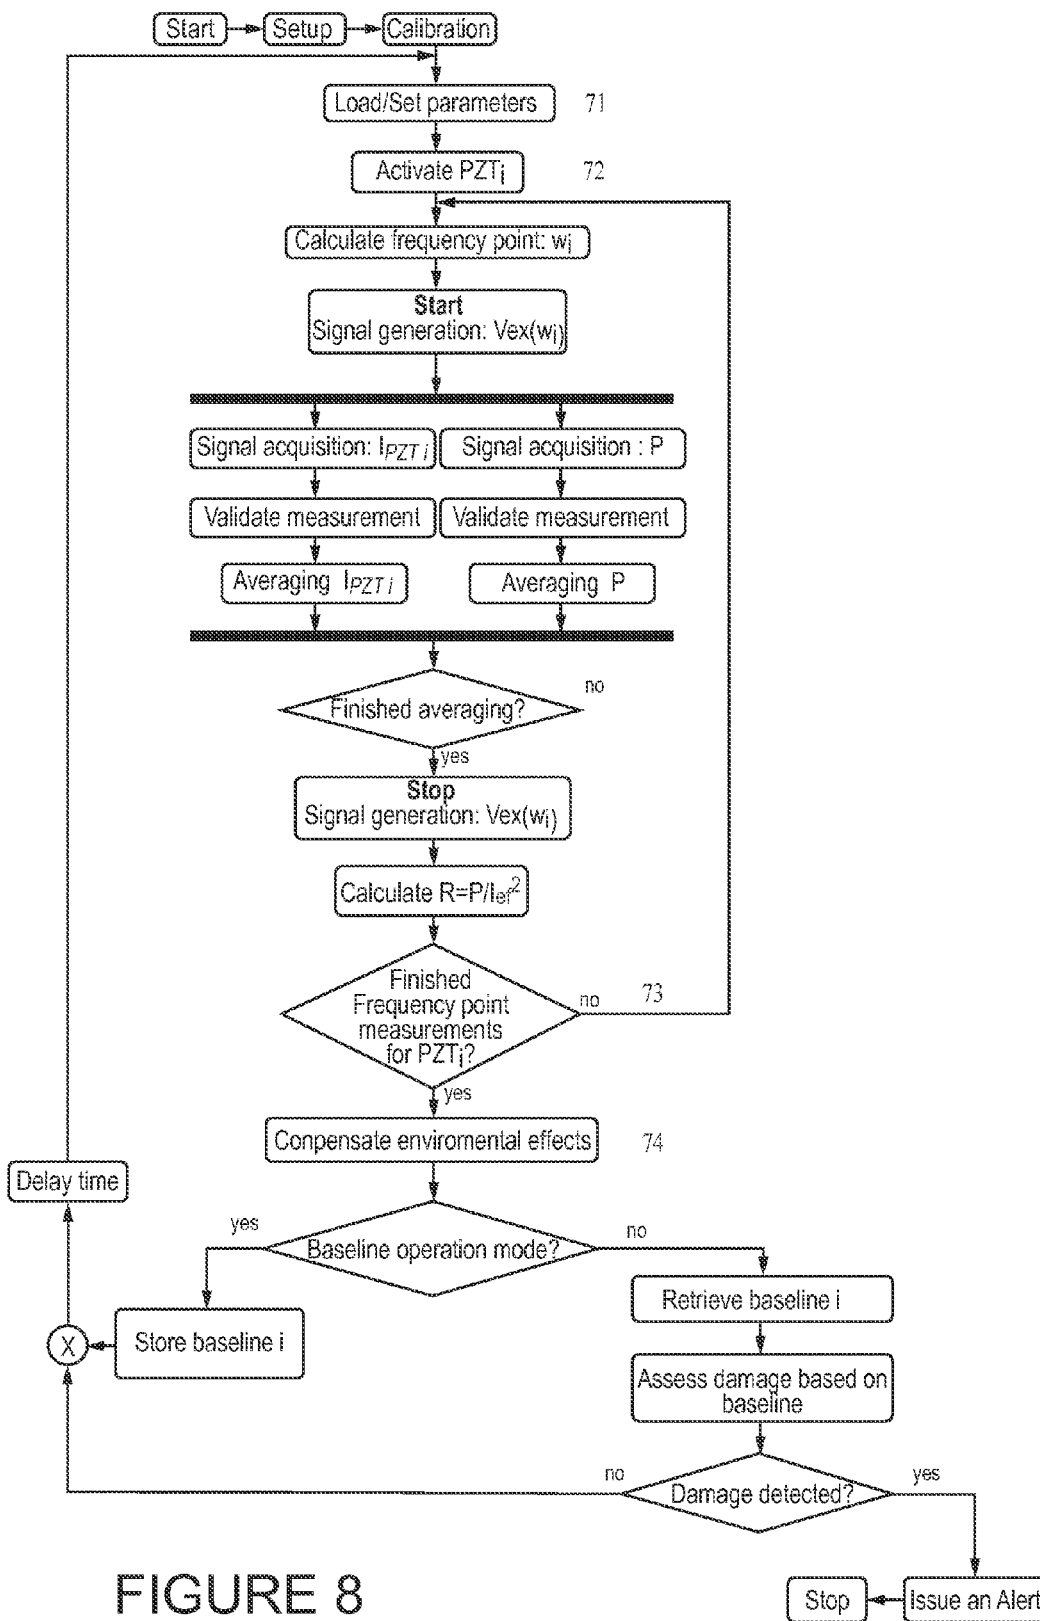 Start
Setup
Calibration
Load/Set parameters
71
Activate PZTi
72
Calculate frequency point: wi
Start
Signal generation: Vex(wi)
Signal acquisition: IPZT i
Signal acquisition : P
Validate measurement
Validate measurement
Averaging IPZT i
Averaging P
Finished averaging?
no
yes
Stop
Signal generation: Vex(wi)
Calculate R=P/Ief²
Finished
Frequency point
measurements
for PZTi?
no
73
yes
Conpensate enviromental effects
74
Delay time
yes
Baseline operation mode?
no
Retrieve baseline i
X
Store baseline i
Assess damage based on
baseline
no
Damage detected?
yes
Stop
Issue an Alert
FIGURE 8